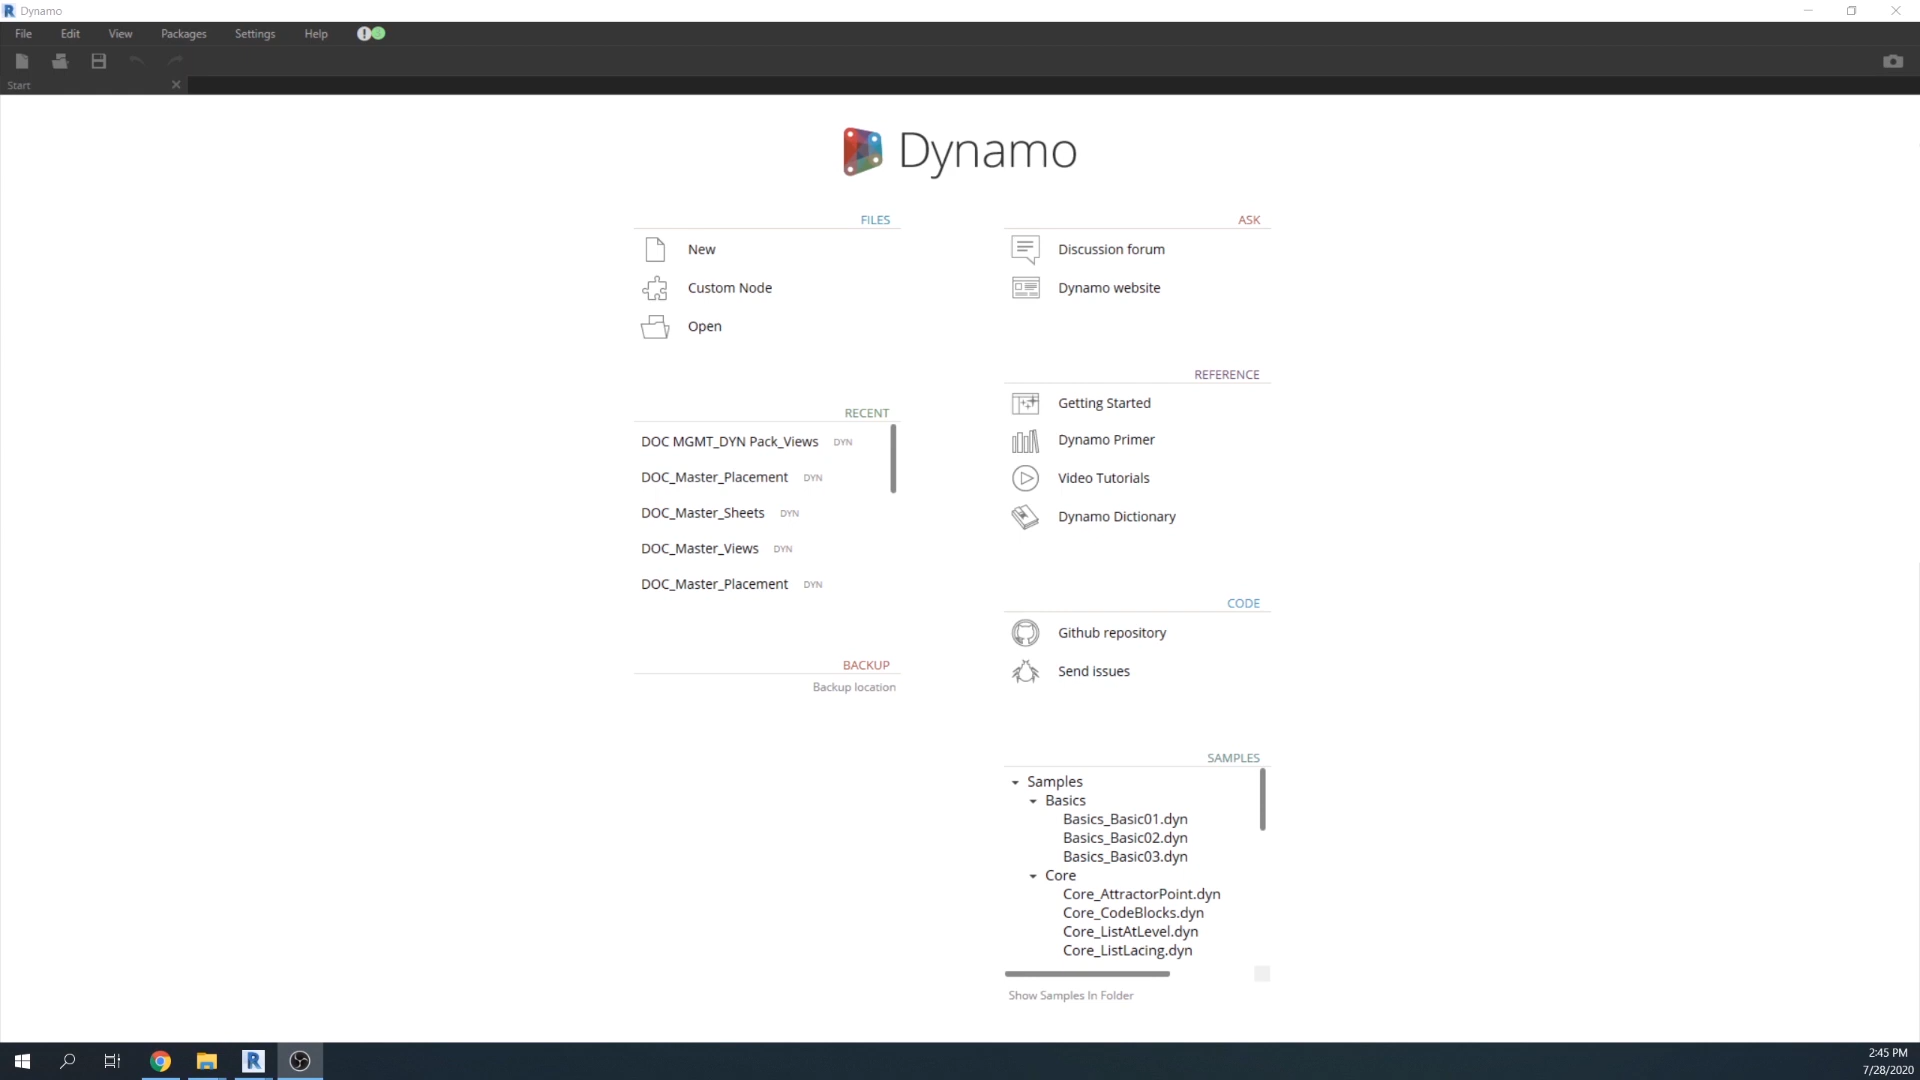 Dynamo
File Edit View Packages Settings Help
Start
Dynamo
FILES
New
Custom Node
Open
RECENT
DOC MGMT_DYN Pack_Views DYN
DOC_Master_Placement DYN
DOC_Master_Sheets DYN
DOC_Master_Views DYN
DOC_Master_Placement DYN
BACKUP
Backup location
ASK
Discussion forum
Dynamo website
REFERENCE
Getting Started
Dynamo Primer
Video Tutorials
Dynamo Dictionary
CODE
Github repository
Send issues
SAMPLES
Samples
Basics
Basics_Basic01.dyn
Basics_Basic02.dyn
Basics_Basic03.dyn
Core
Core_AttractorPoint.dyn
Core_CodeBlocks.dyn
Core_ListAtLevel.dyn
Core_ListLacing.dyn
Show Samples In Folder
2:45 PM
7/28/2020